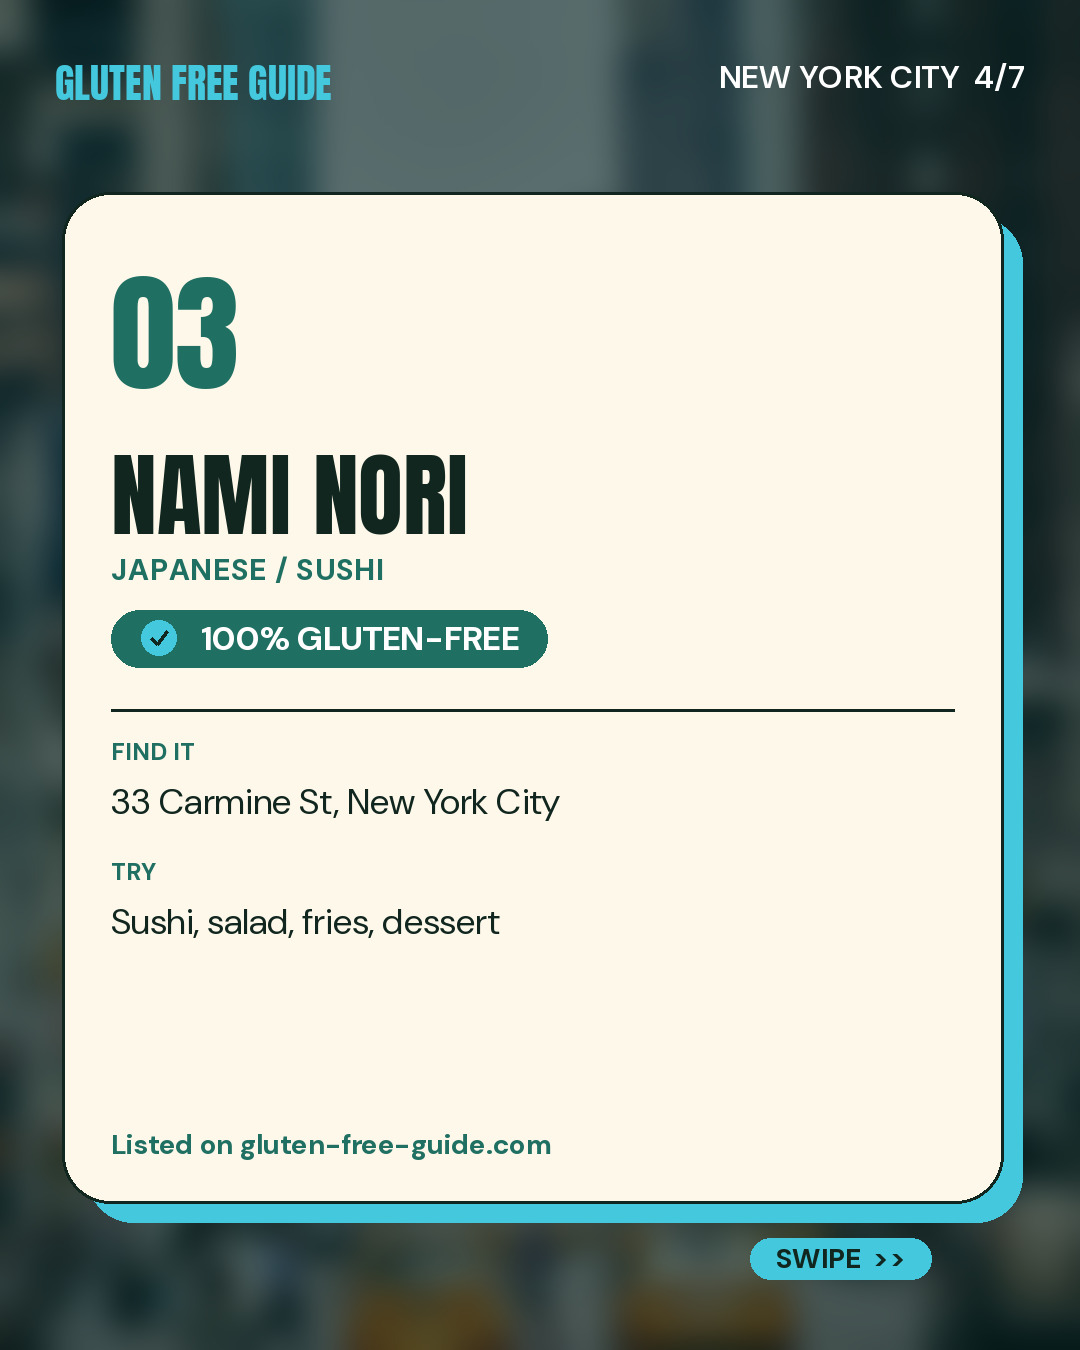 GLUTEN FREE GUIDE
NEW YORK CITY 4/7
03
NAMI NORI
JAPANESE / SUSHI
100% GLUTEN-FREE
FIND IT
33 Carmine St, New York City
TRY
Sushi, salad, fries, dessert
Listed on gluten-free-guide.com
SWIPE >>